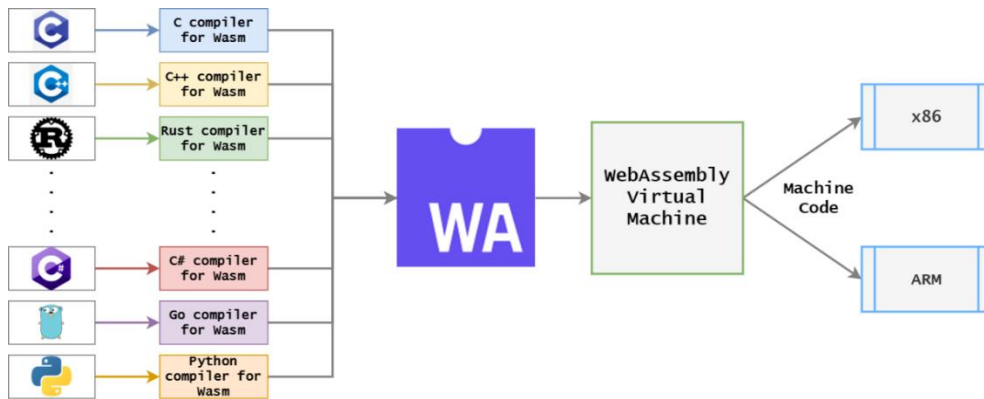 C
C compiler
for Wasm
C++
C++ compiler
for Wasm
R
Rust compiler
for Wasm
C#
C# compiler
for Wasm
Go compiler
for Wasm
Python
compiler for
Wasm
WA
WebAssembly
Virtual
Machine
Machine
Code
x86
ARM